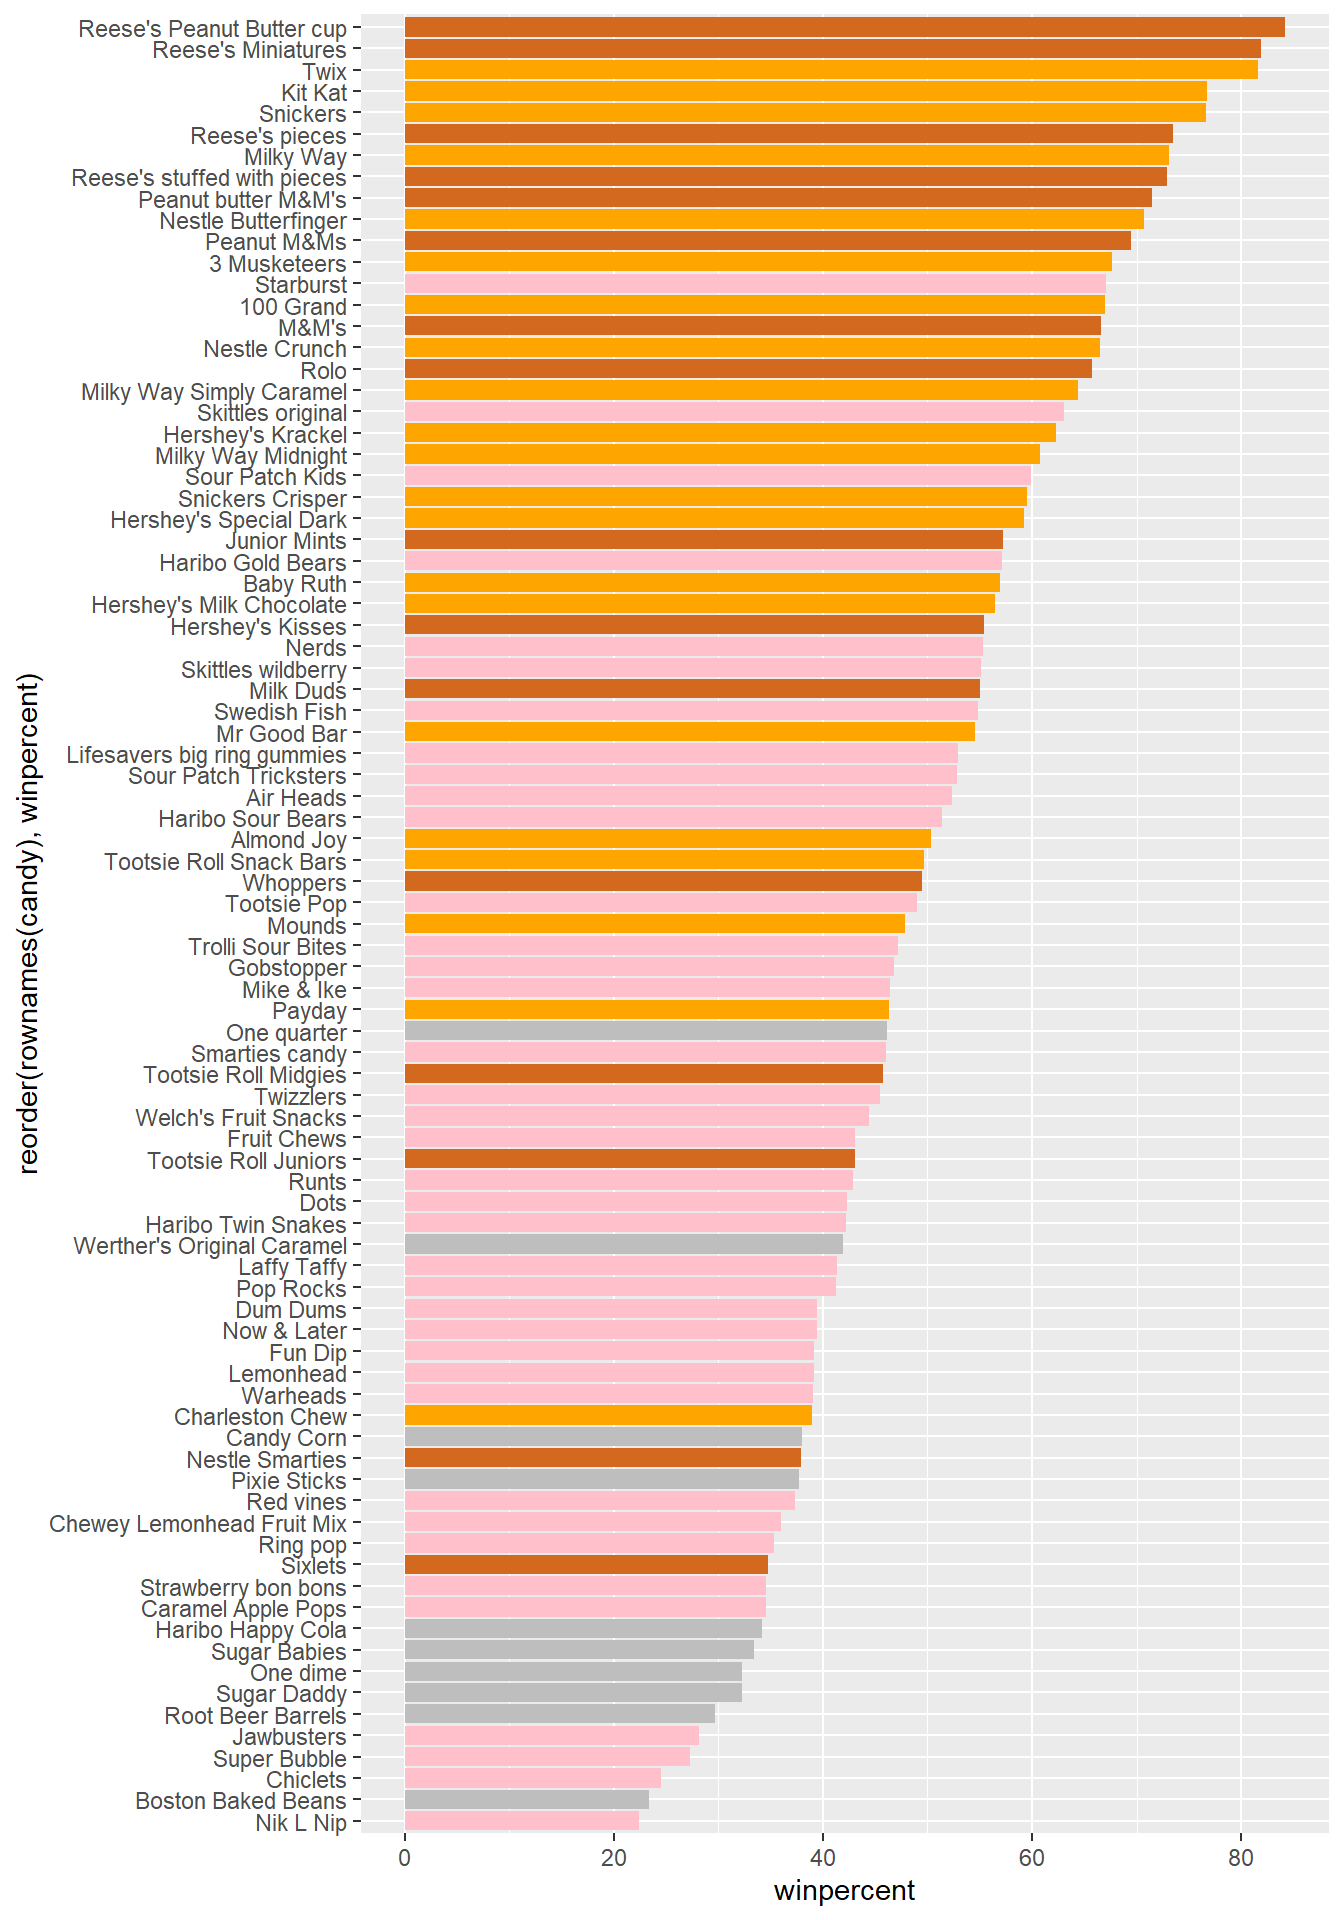 Reese's Peanut Butter cup
Reese's Miniatures
Twix
Kit Kat
Snickers
Reese's pieces
Milky Way
Reese's stuffed with pieces
Peanut butter M&M's
Nestle Butterfinger
Peanut M&Ms
3 Musketeers
Starburst
100 Grand
M&M's
Nestle Crunch
Rolo
Milky Way Simply Caramel
Skittles original
Hershey's Krackel
Milky Way Midnight
Sour Patch Kids
Snickers Crisper
Hershey's Special Dark
Junior Mints
Haribo Gold Bears
Baby Ruth
Hershey's Milk Chocolate
Hershey's Kisses
Nerds
Skittles wildberry
Milk Duds
Swedish Fish
Mr Good Bar
Lifesavers big ring gummies
Sour Patch Tricksters
Air Heads
Haribo Sour Bears
Almond Joy
Tootsie Roll Snack Bars
Whoppers
Tootsie Pop
Mounds
Trolli Sour Bites
Gobstopper
Mike & Ike
Payday
One quarter
Smarties candy
Tootsie Roll Midgies
Twizzlers
Welch's Fruit Snacks
Fruit Chews
Tootsie Roll Juniors
Runts
Dots
Haribo Twin Snakes
Werther's Original Caramel
Laffy Taffy
Pop Rocks
Dum Dums
Now & Later
Fun Dip
Lemonhead
Warheads
Charleston Chew
Candy Corn
Nestle Smarties
Pixie Sticks
Red vines
Chewey Lemonhead Fruit Mix
Ring pop
Sixlets
Strawberry bon bons
Caramel Apple Pops
Haribo Happy Cola
Sugar Babies
One dime
Sugar Daddy
Root Beer Barrels
Jawbusters
Super Bubble
Chiclets
Boston Baked Beans
Nik L Nip
reorder(rownames(candy), winpercent)
0 20 40 60 80
winpercent